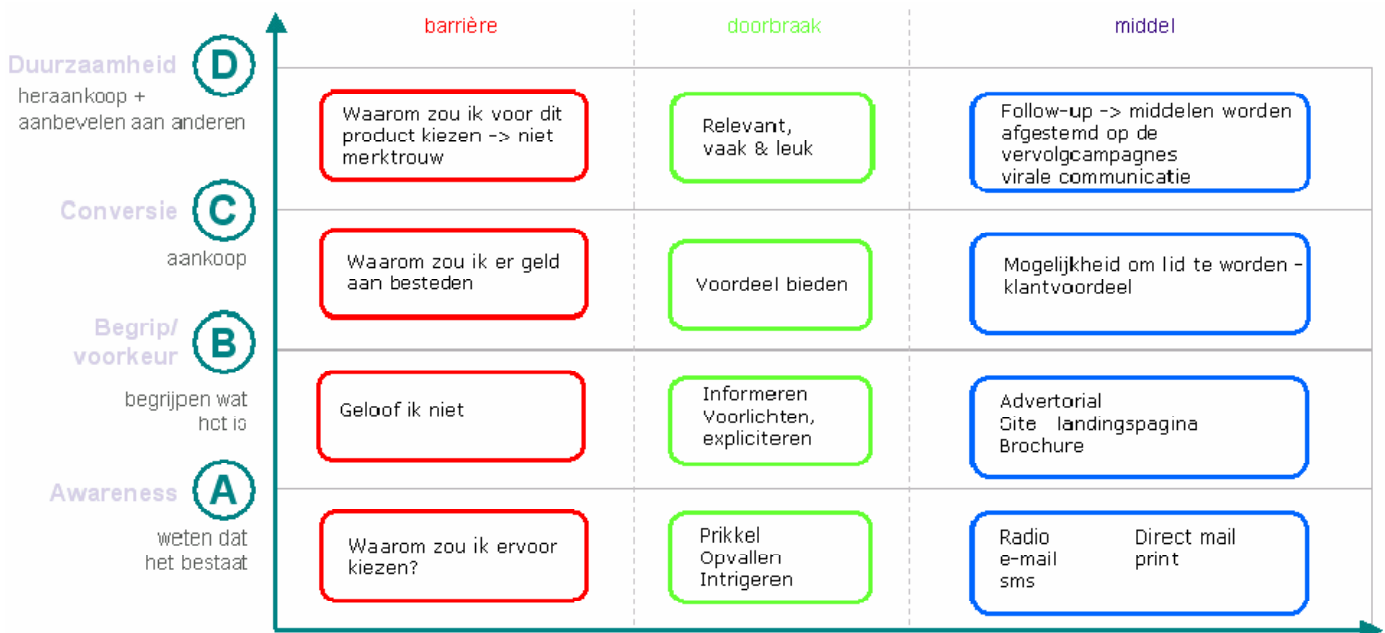 barrière
doorbraak
middel
Duurzaamheid
D
heraankoop +
aanbevelen aan anderen
Waarom zou ik voor dit
product kiezen -> niet
merktrouw
Relevant,
vaak & leuk
Follow-up -> middelen worden
afgestemd op de
vervolgcampagnes
virale communicatie
Conversie
C
aankoop
Waarom zou ik er geld
aan besteden
Voordeel bieden
Mogelijkheid om lid te worden -
klantvoordeel
Begrip/
voorkeur
B
begrijpen wat
het is
Geloof ik niet
Informeren
Voorlichten,
expliciteren
Advertorial
Site landingspagina
Brochure
Awareness
A
weten dat
het bestaat
Waarom zou ik ervoor
kiezen?
Prikkel
Opvallen
Intrigeren
Radio Direct mail
e-mail print
sms